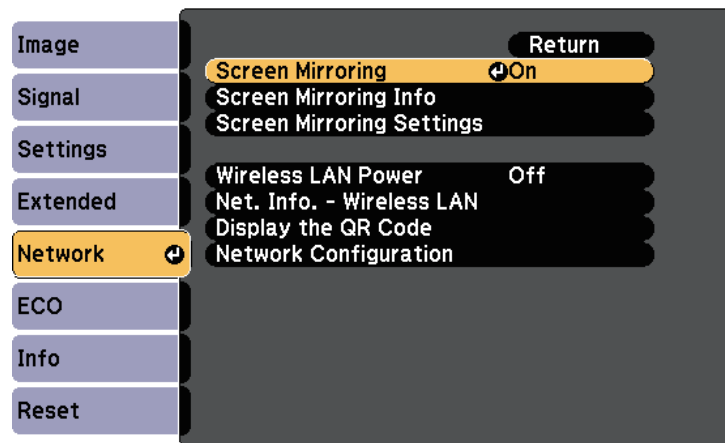 Image
Signal
Settings
Extended
Network
ECO
Info
Reset
Return
Screen Mirroring On
Screen Mirroring Info
Screen Mirroring Settings
Wireless LAN Power Off
Net. Info. - Wireless LAN
Display the QR Code
Network Configuration